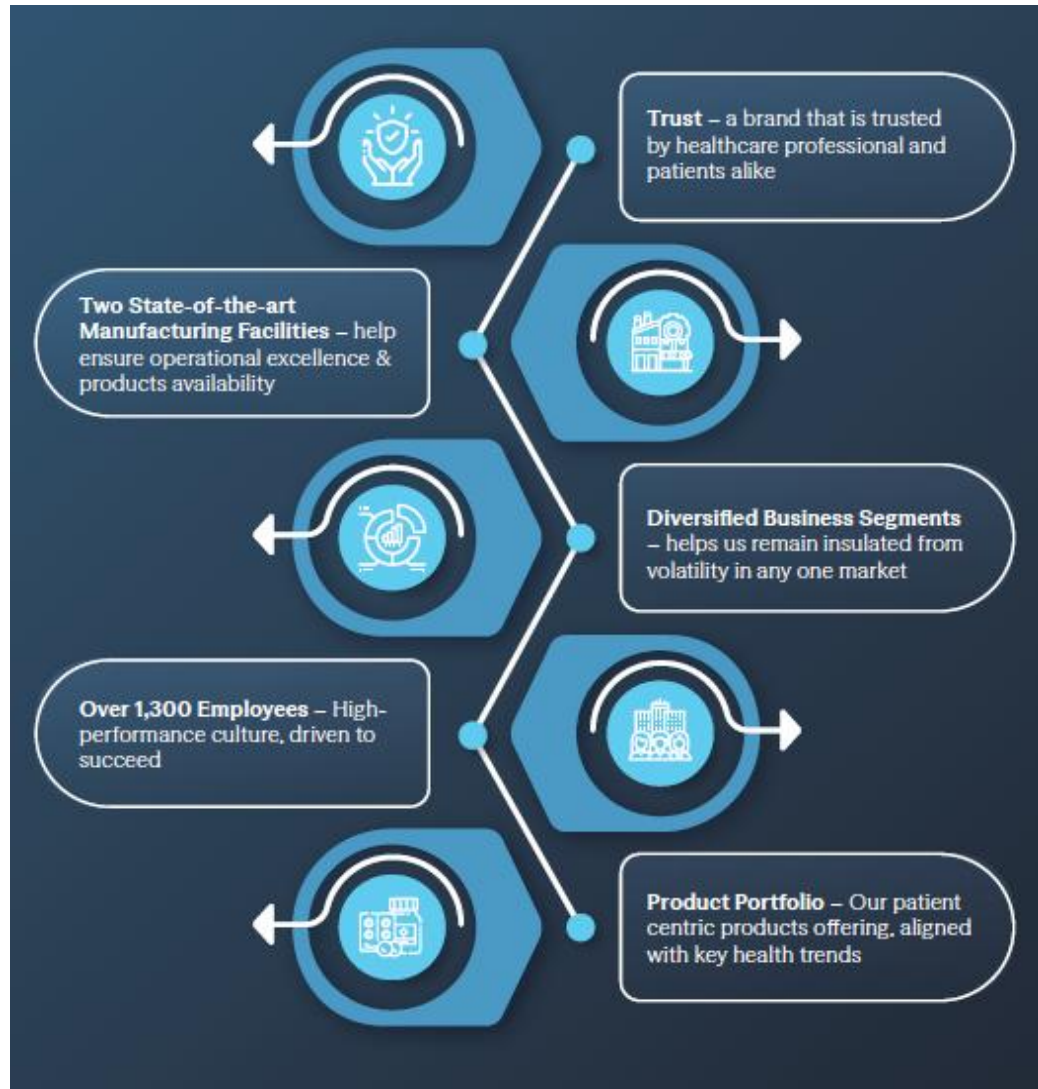 Trust – a brand that is trusted
by healthcare professional and
patients alike
Two State-of-the-art
Manufacturing Facilities – help
ensure operational excellence &
products availability
Diversified Business Segments
– helps us remain insulated from
volatility in any one market
Over 1,300 Employees – High-
performance culture, driven to
succeed
Product Portfolio – Our patient
centric products offering, aligned
with key health trends